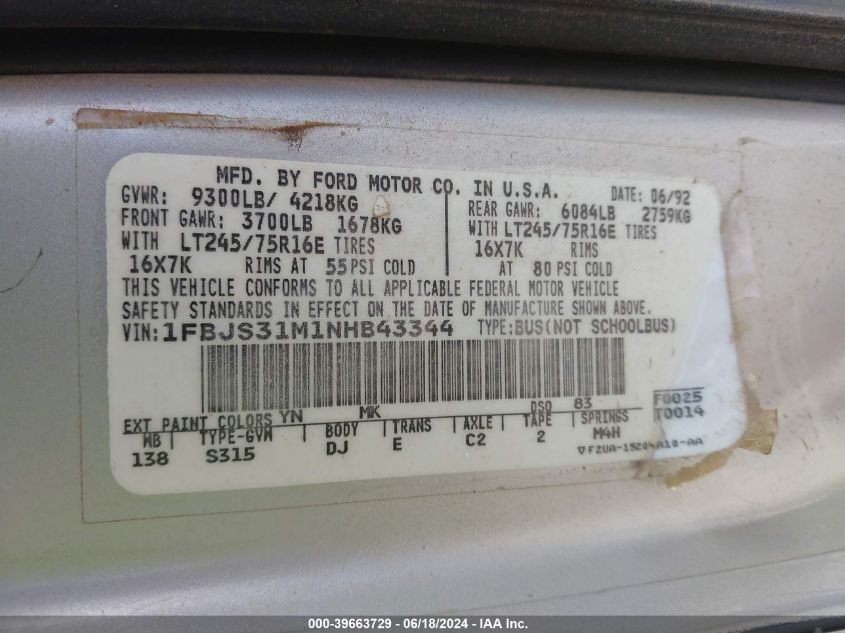 MFD. BY FORD MOTOR CO. IN U.S.A.
DATE: 06/92
GVWR: 9300LB/ 4218KG
FRONT GAWR: 3700LB 1678KG
WITH LT245/75R16E TIRES
16X7K RIMS AT 55 PSI COLD
REAR GAWR: 6084LB 2759KG
WITH LT245/75R16E TIRES
16X7K RIMS
AT 80 PSI COLD
THIS VEHICLE CONFORMS TO ALL APPLICABLE FEDERAL MOTOR VEHICLE
SAFETY STANDARDS IN EFFECT ON THE DATE OF MANUFACTURE SHOWN ABOVE.
VIN: 1FBJS31M1NHB43344 TYPE: BUS(NOT SCHOOLBUS)
EXT PAINT COLORS YN MK DSO 83 F0025
T0014
WB TYPE-GVM BODY TRANS AXLE TAPE SPRINGS
138 S315 DJ E C2 2 M4H
▽F2UA-15204A10-AA
000-39663729 - 06/18/2024 - IAA Inc.